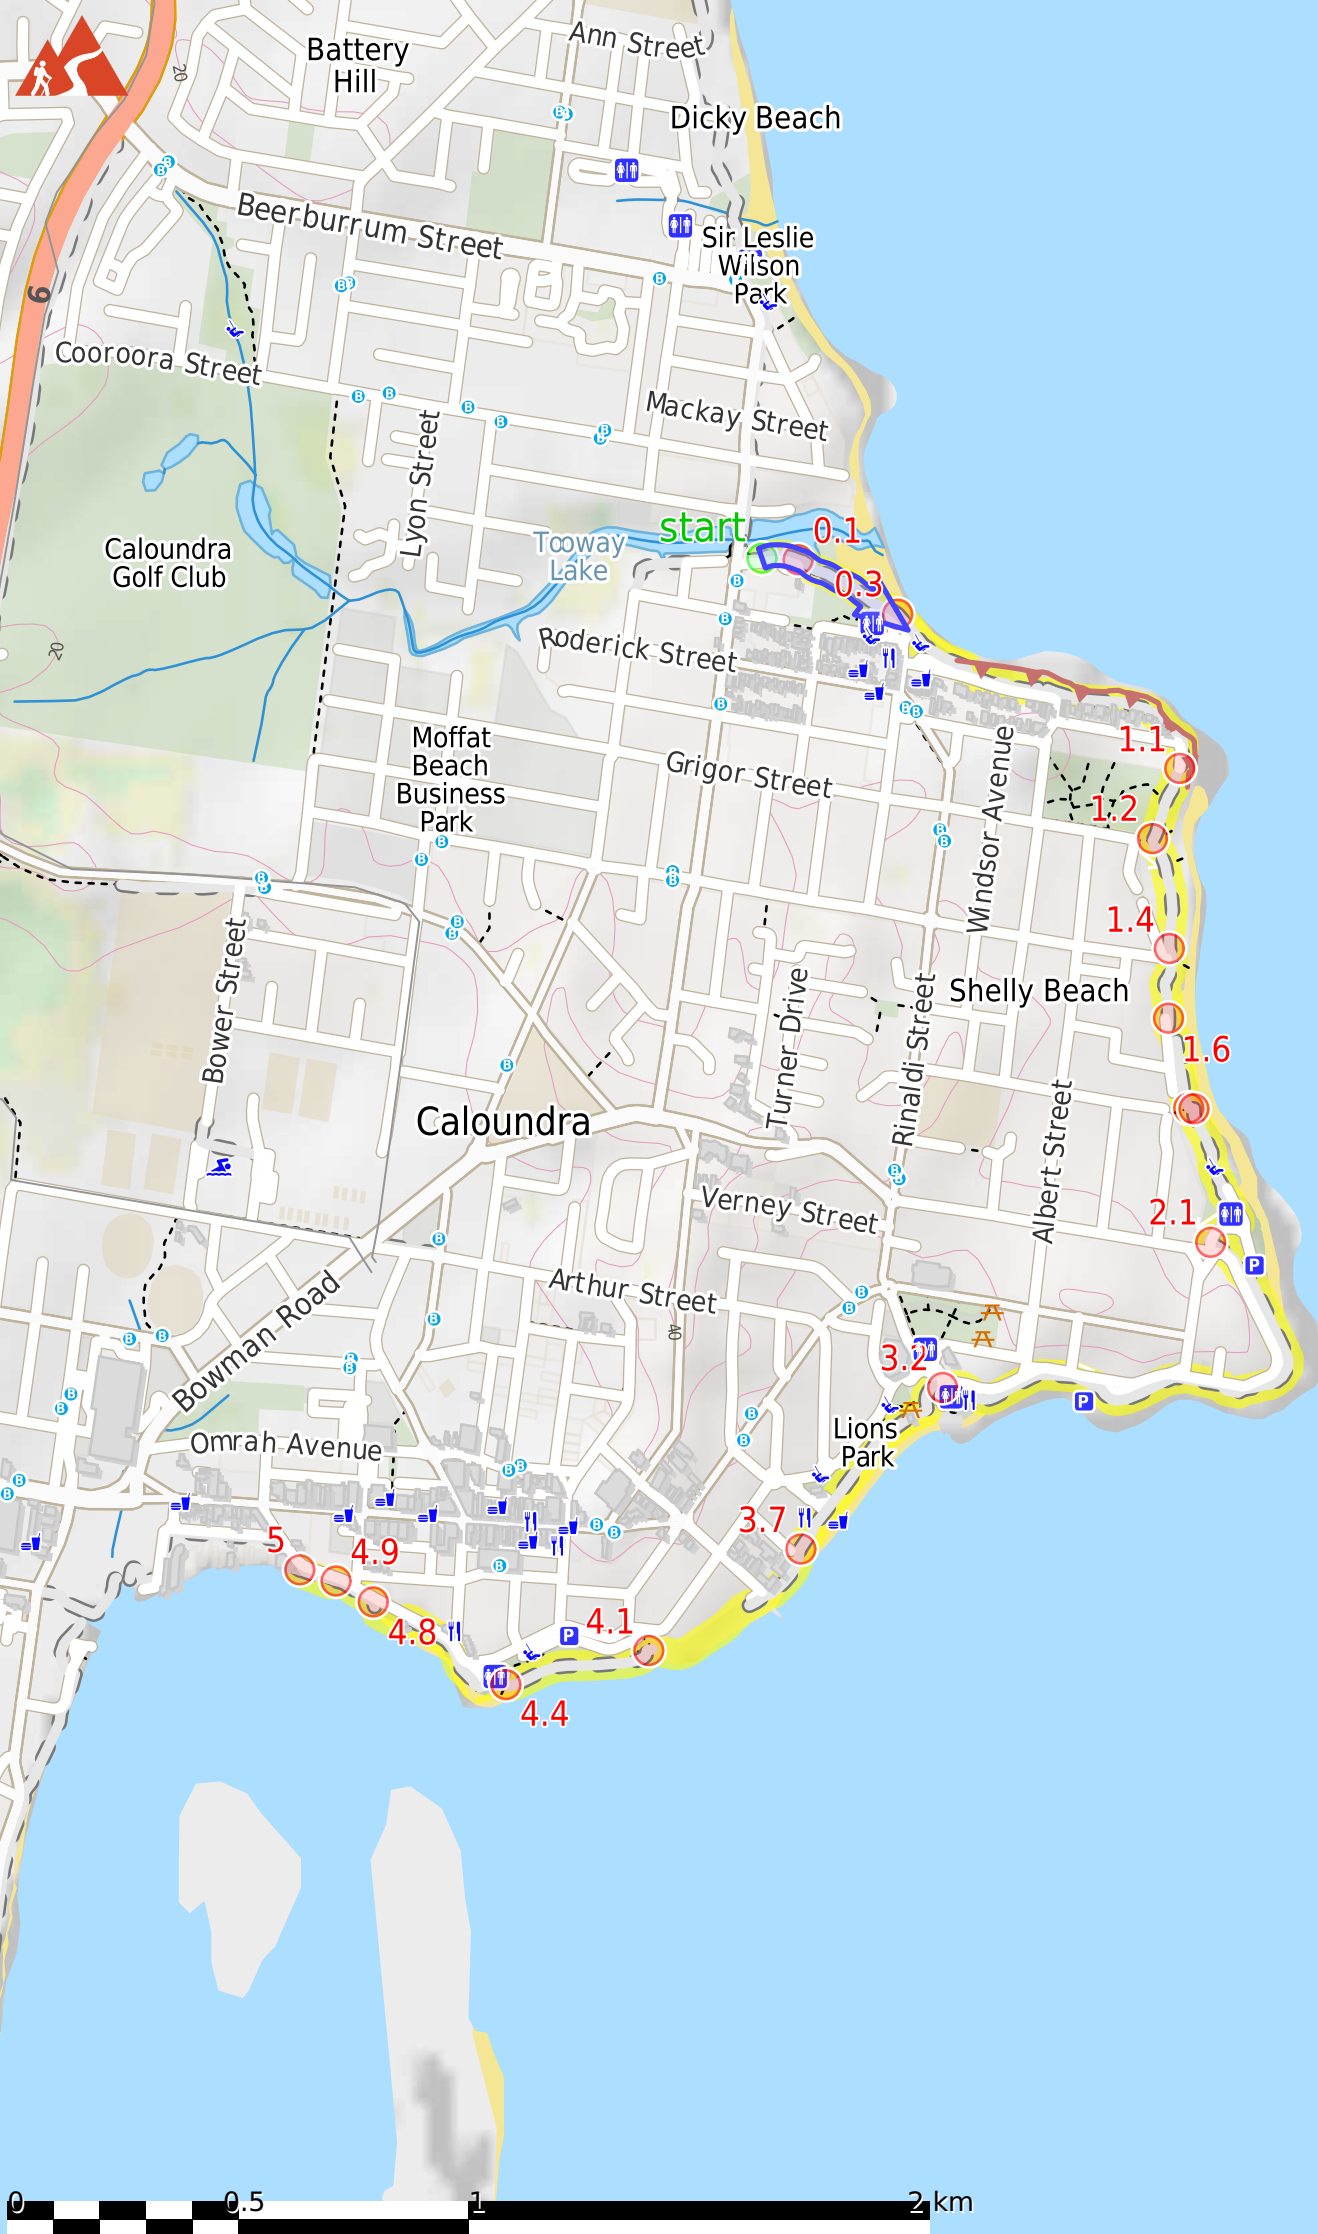 Ann Street
Battery
Hill
20
Dicky Beach
Beerburrum Street
Sir Leslie
Wilson
Park
6
Cooroora Street
Mackay Street
Lyon Street
start
0.1
Tooway
Lake
Caloundra
Golf Club
0.3
20
Roderick Street
Moffat
Beach
Business
Park
Grigor Street
1.1
Windsor Avenue
1.2
1.4
Bower Street
Turner Drive
Rinaldi Street
Shelly Beach
1.6
Caloundra
Albert Street
Verney Street
2.1
P
Arthur Street
40
Bowman Road
3.2
P
Lions
Park
Omrah Avenue
3.7
5
4.9
4.8
4.1
P
4.4
0
0.5
1
2 km